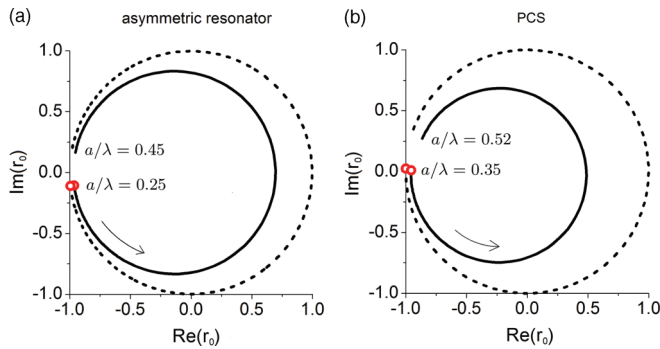 (a) asymmetric resonator
1.0
0.5
0.0
-0.5
-1.0
Im(r₀)
a/λ = 0.45
a/λ = 0.25
-1.0 -0.5 0.0 0.5 1.0
Re(r₀)
(b) PCS
1.0
0.5
0.0
-0.5
-1.0
Im(r₀)
a/λ = 0.52
a/λ = 0.35
-1.0 -0.5 0.0 0.5 1.0
Re(r₀)